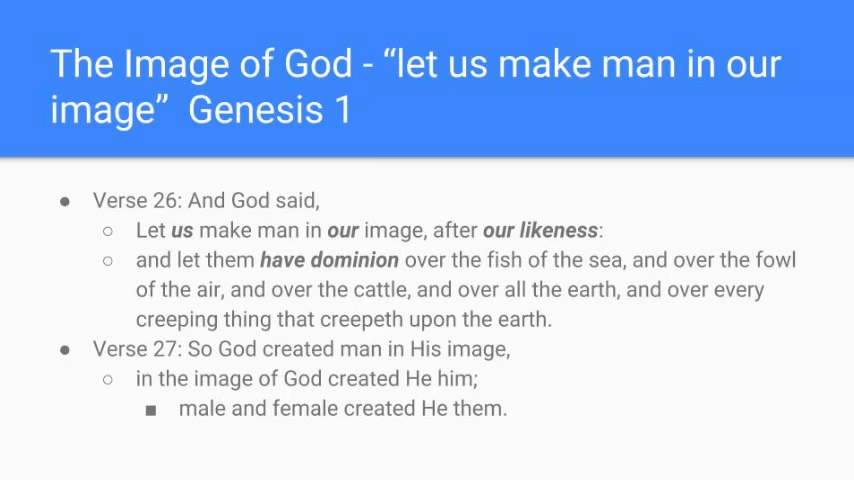 The Image of God - “let us make man in our
image”  Genesis 1
● Verse 26: And God said,
○ Let us make man in our image, after our likeness:
○ and let them have dominion over the fish of the sea, and over the fowl
of the air, and over the cattle, and over all the earth, and over every
creeping thing that creepeth upon the earth.
● Verse 27: So God created man in His image,
○ in the image of God created He him;
■ male and female created He them.